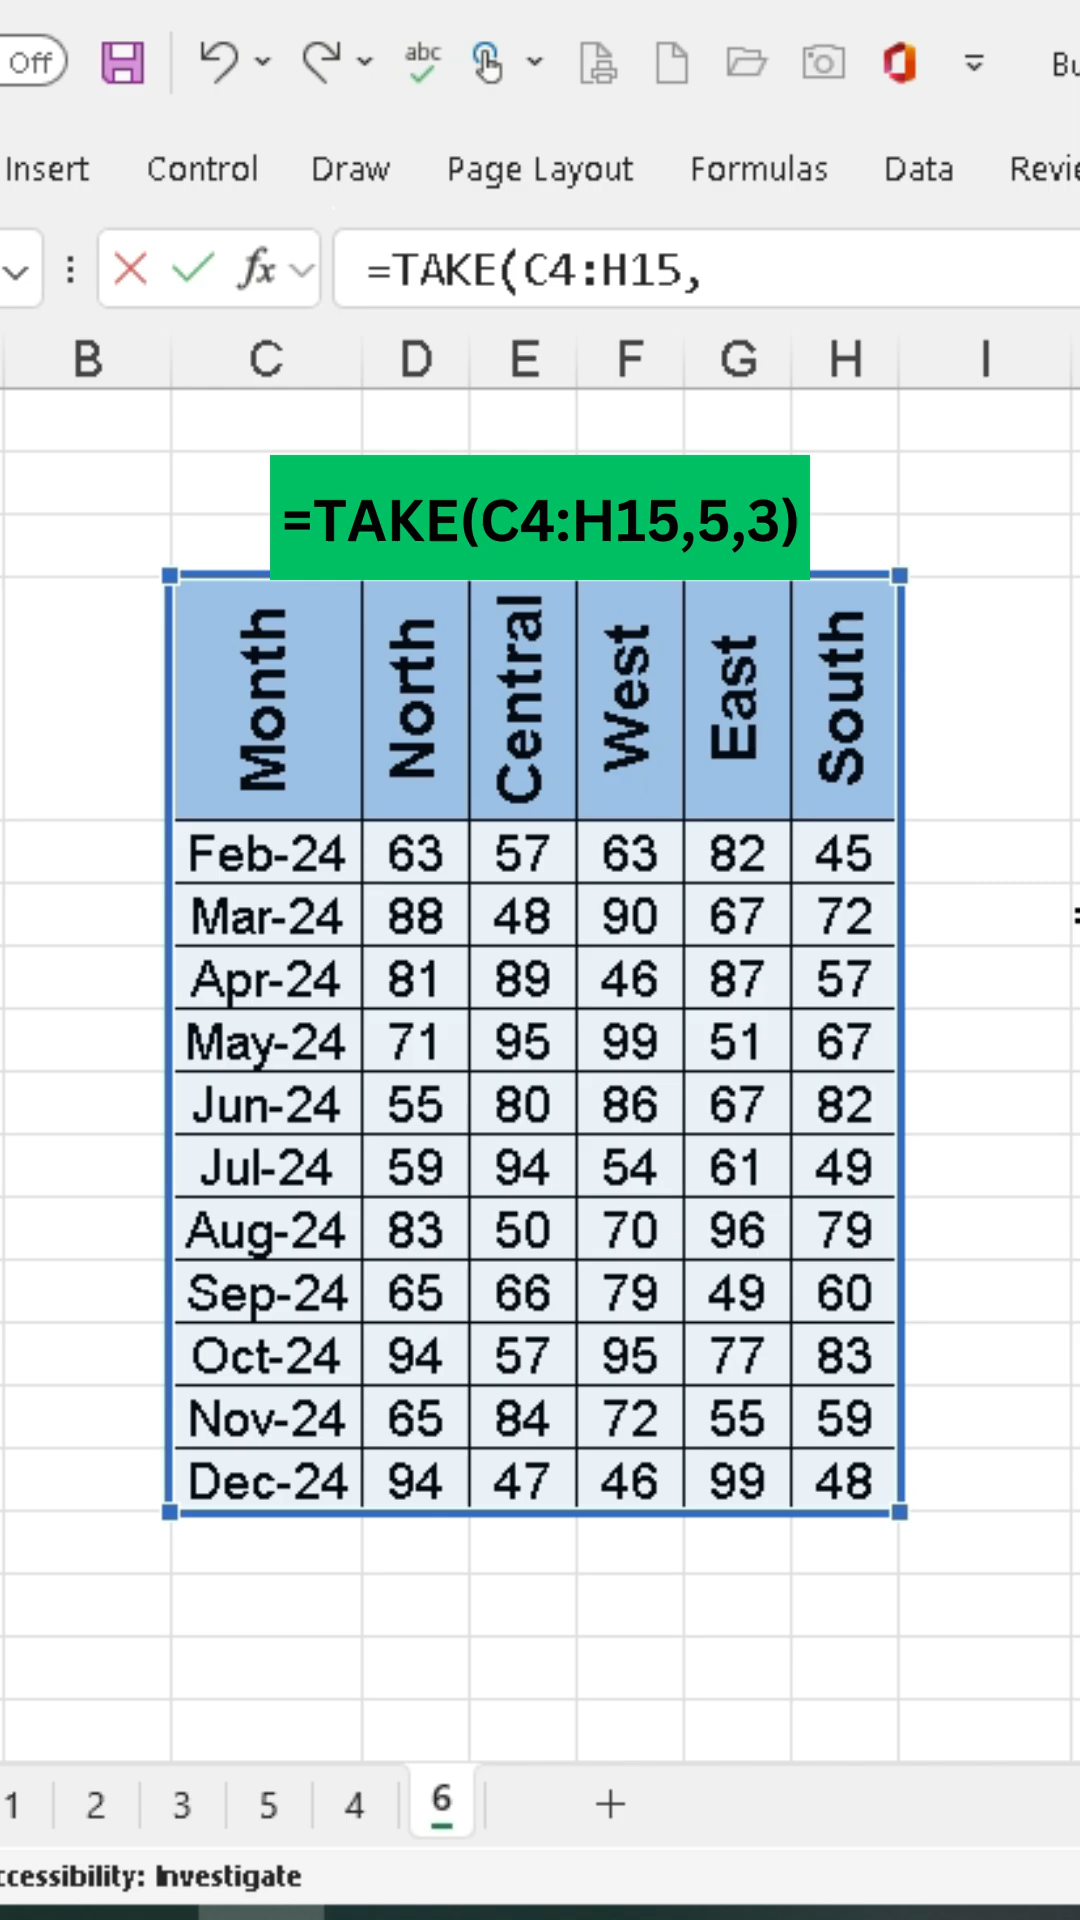 Off abc Bu
Insert Control Draw Page Layout Formulas Data Revie
fx =TAKE(C4:H15,
B C D E F G H I
=TAKE(C4:H15,5,3)
Month North Central West East South
Feb-24 63 57 63 82 45
Mar-24 88 48 90 67 72
=
Apr-24 81 89 46 87 57
May-24 71 95 99 51 67
Jun-24 55 80 86 67 82
Jul-24 59 94 54 61 49
Aug-24 83 50 70 96 79
Sep-24 65 66 79 49 60
Oct-24 94 57 95 77 83
Nov-24 65 84 72 55 59
Dec-24 94 47 46 99 48
1 2 3 5 4 6 +
ccessibility: Investigate